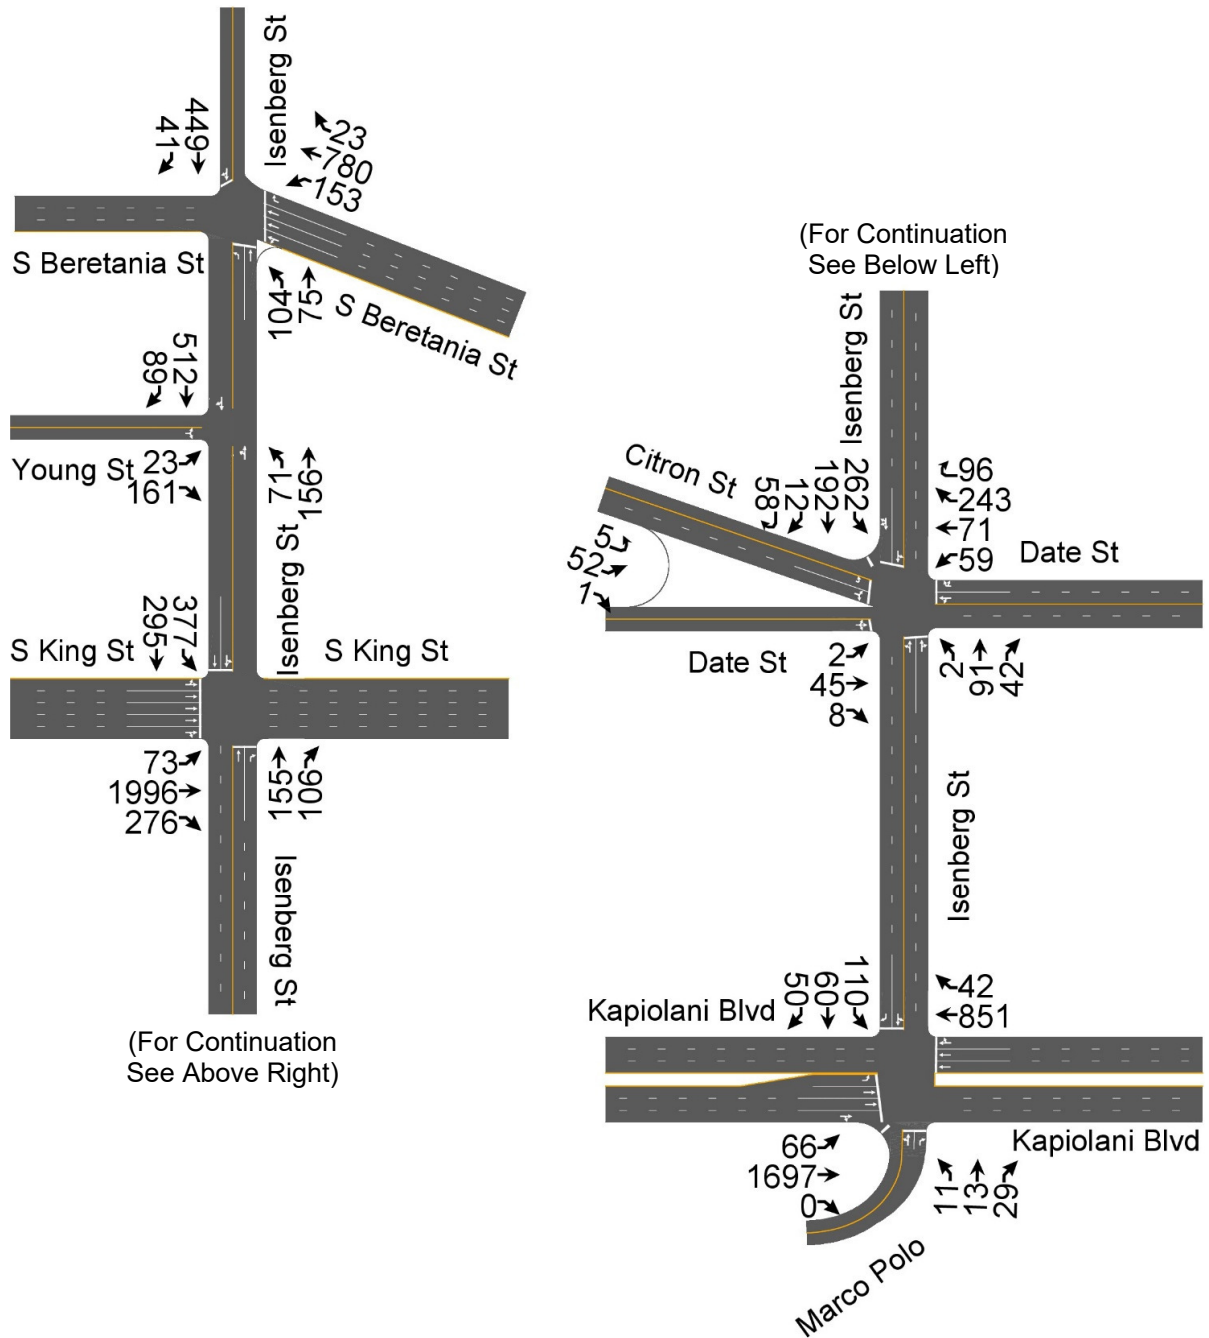 Isenberg St
449
41
23
780
153
S Beretania St
104
75
S Beretania St
512
89
Young St
23
161
71
156
Isenberg St
295
377
S King St
S King St
73
1996
276
155
106
Isenberg St
(For Continuation
See Above Right)
(For Continuation
See Below Left)
Isenberg St
Citron St
58
12
192
262
96
243
71
59
Date St
5
52
1
Date St
2
45
8
2
91
42
Isenberg St
50
60
110
Kapiolani Blvd
42
851
Kapiolani Blvd
66
1697
0
11
13
29
Marco Polo